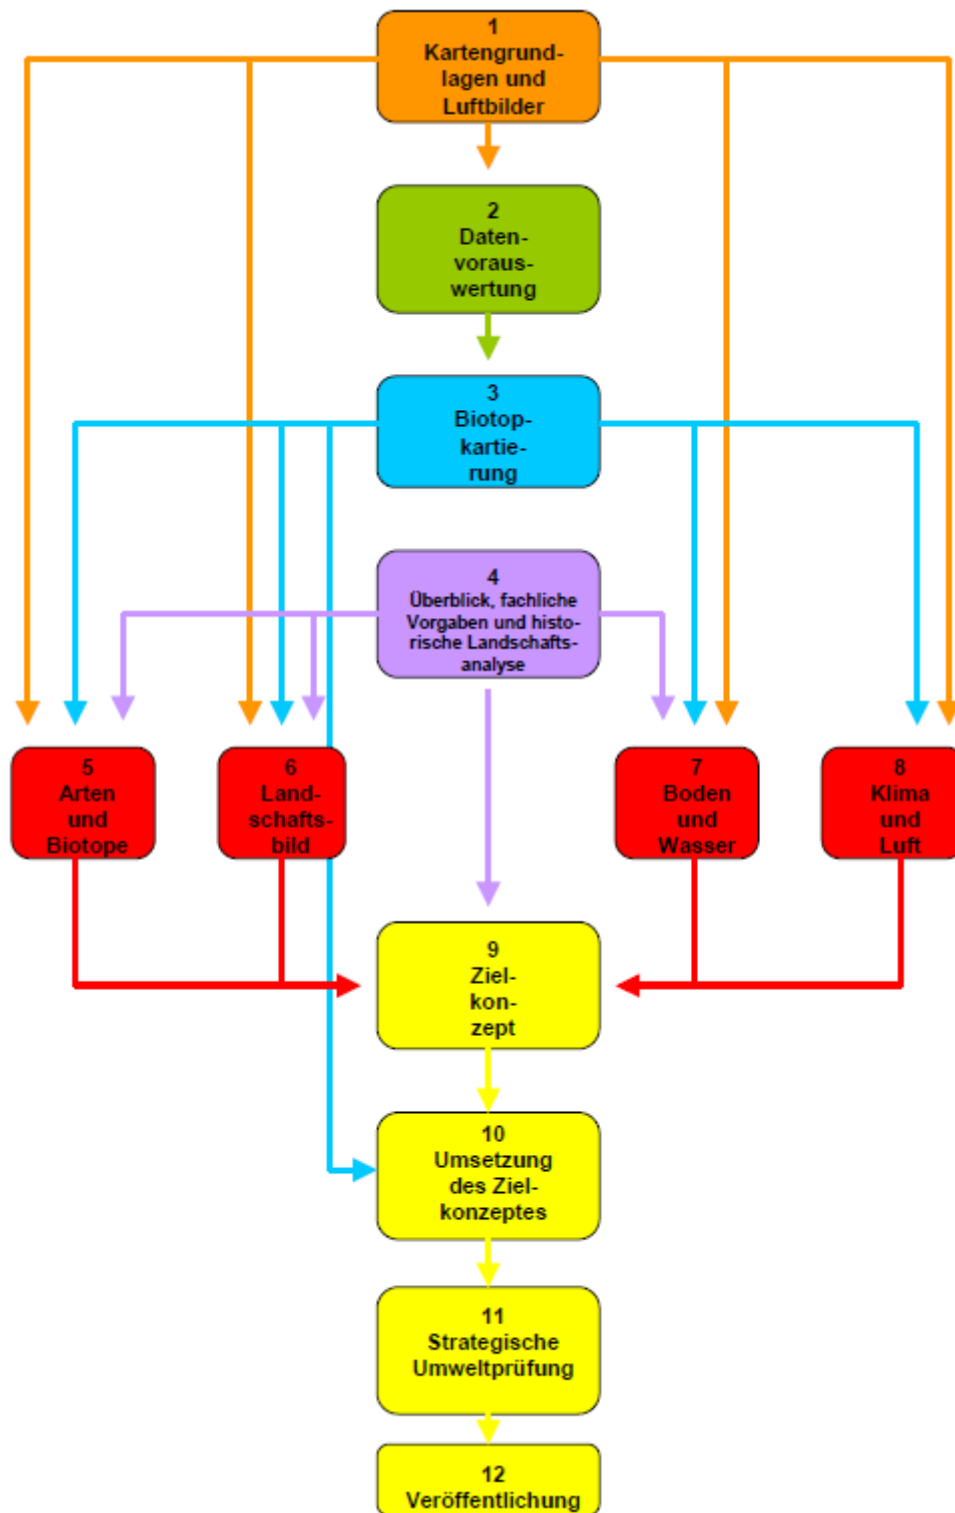 1
Kartengrund-
lagen und
Luftbilder
2
Daten-
voraus-
wertung
3
Biotop-
kartie-
rung
4
Überblick, fachliche
Vorgaben und histo-
rische Landschafts-
analyse
5
Arten
und
Biotope
6
Land-
schafts-
bild
7
Boden
und
Wasser
8
Klima
und
Luft
9
Ziel-
kon-
zept
10
Umsetzung
des Ziel-
konzeptes
11
Strategische
Umweltprüfung
12
Veröffentlichung